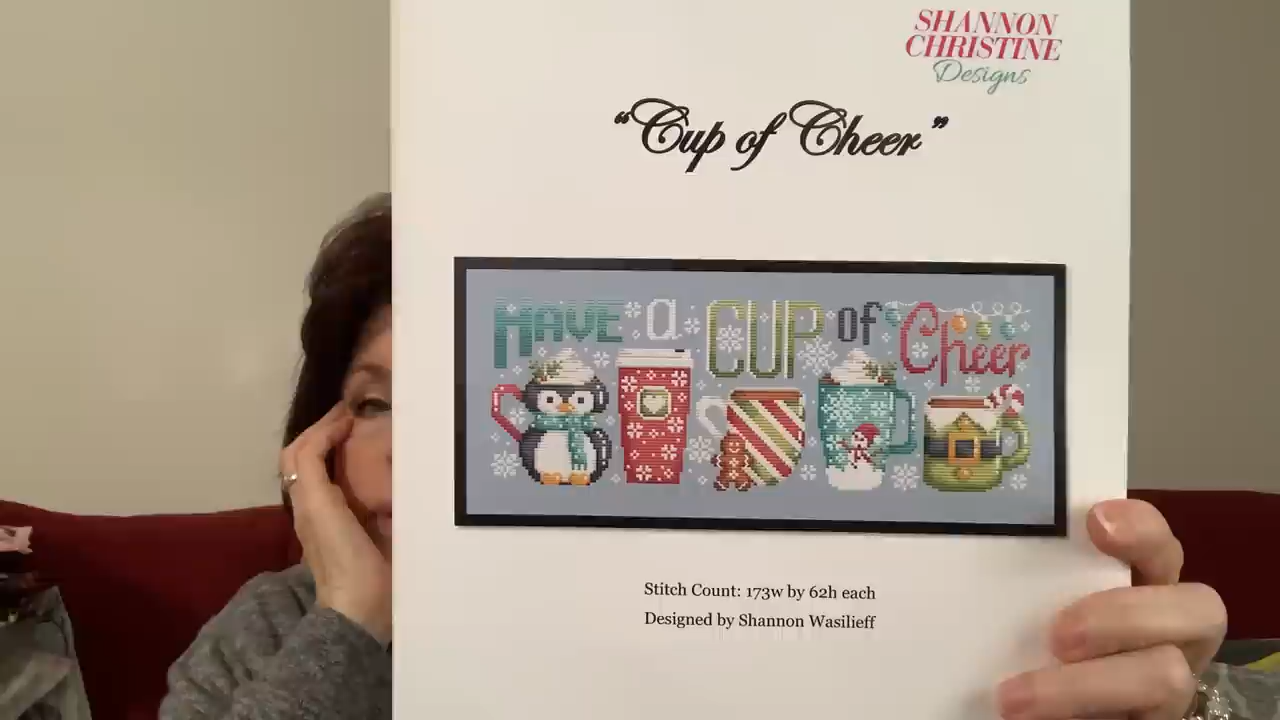 SHANNON
CHRISTINE
Designs
“Cup of Cheer”
HAVE a CUP of Cheer
Stitch Count: 173w by 62h each
Designed by Shannon Wasilieff